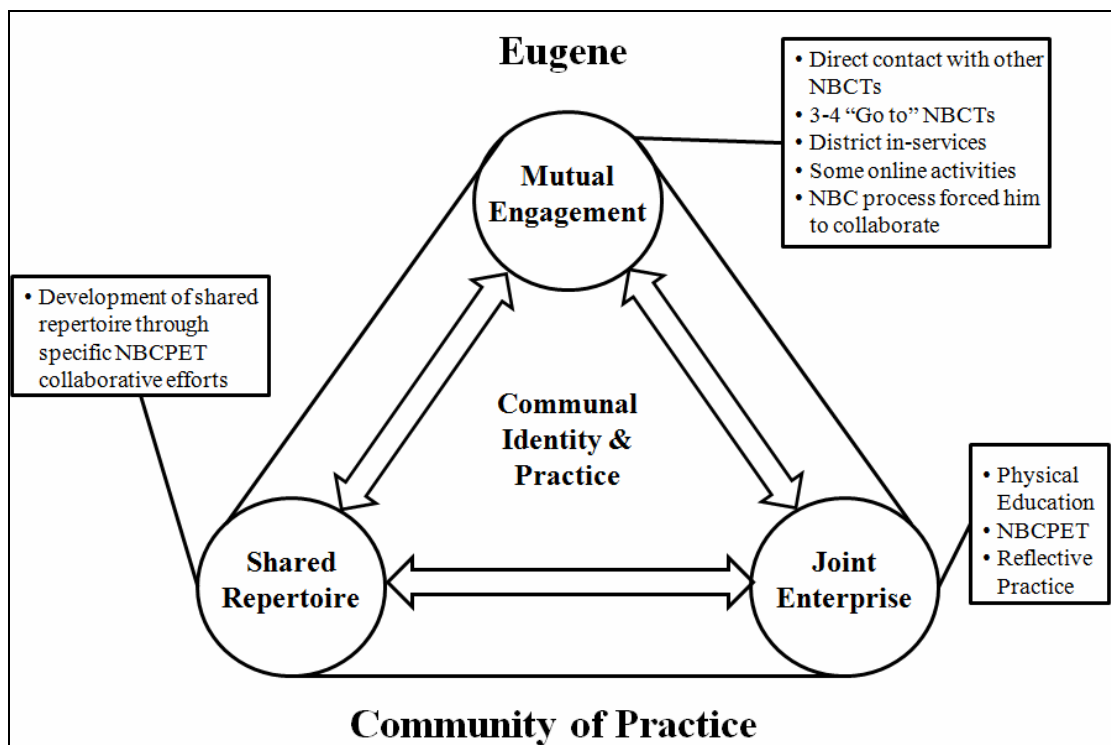 Eugene
• Direct contact with other
NBCTs
• 3-4 “Go to” NBCTs
• District in-services
• Some online activities
• NBC process forced him
to collaborate
Mutual
Engagement
• Development of shared
repertoire through
specific NBCPET
collaborative efforts
Communal
Identity &
Practice
• Physical
Education
• NBCPET
• Reflective
Practice
Shared
Repertoire
Joint
Enterprise
Community of Practice